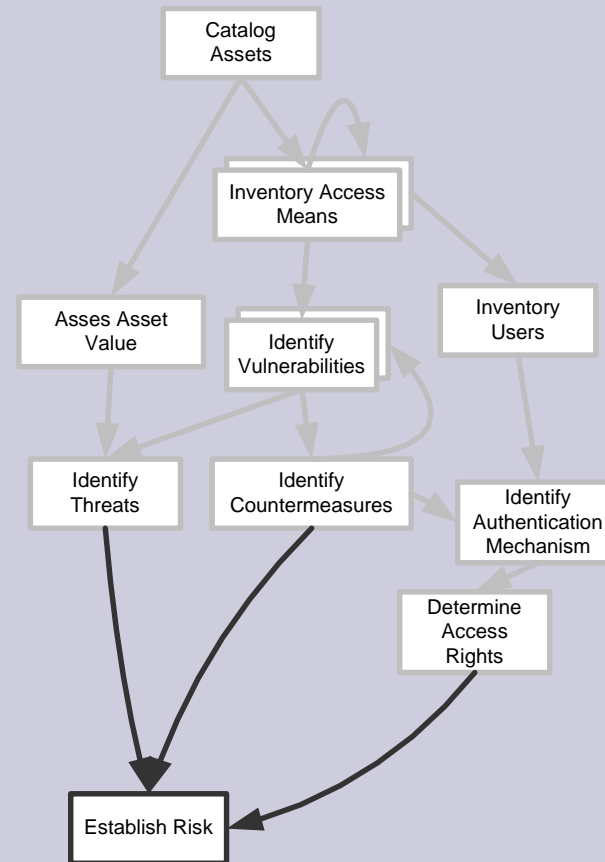 Catalog
Assets
Inventory Access
Means
Asses Asset
Value
Identify
Vulnerabilities
Inventory
Users
Identify
Threats
Identify
Countermeasures
Identify
Authentication
Mechanism
Determine
Access
Rights
Establish Risk